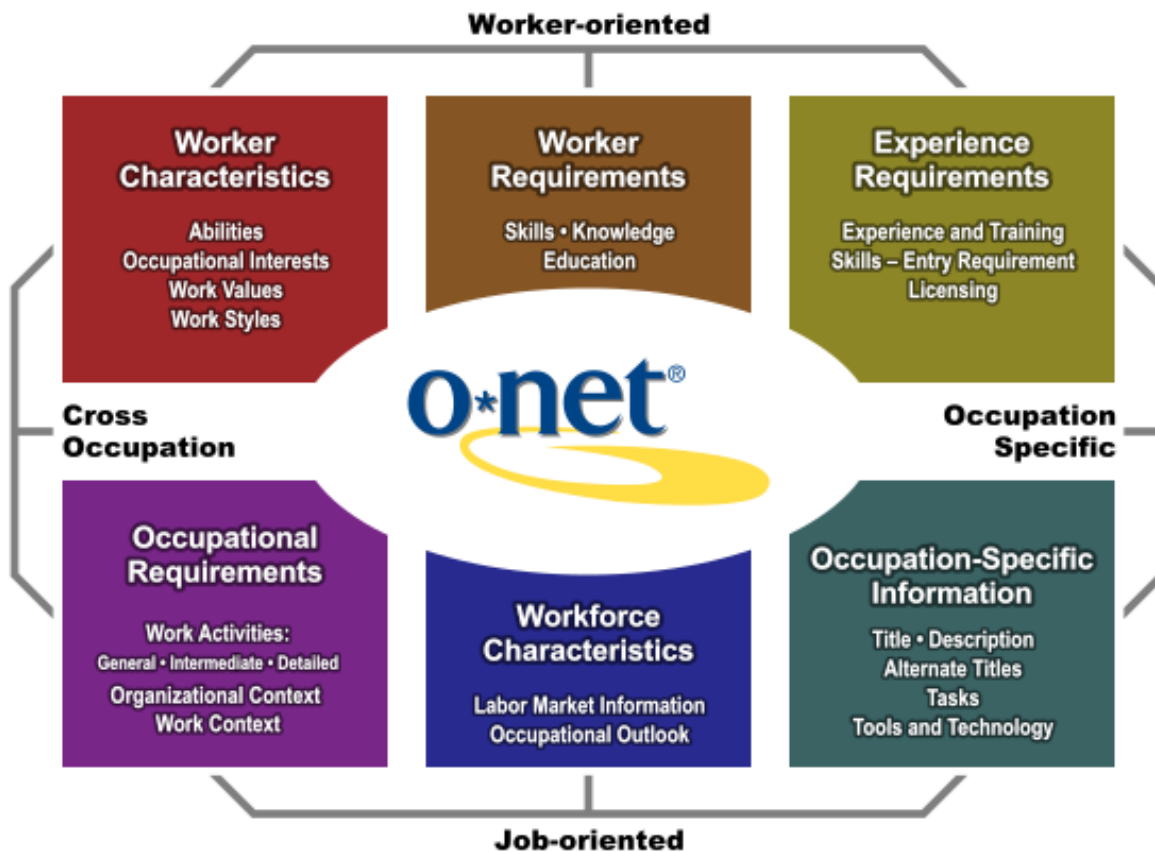 Worker-oriented
Worker
Characteristics
Abilities
Occupational Interests
Work Values
Work Styles
Worker
Requirements
Skills • Knowledge
Education
Experience
Requirements
Experience and Training
Skills – Entry Requirement
Licensing
Cross
Occupation
o*net®
Occupation
Specific
Occupational
Requirements
Work Activities:
General • Intermediate • Detailed
Organizational Context
Work Context
Workforce
Characteristics
Labor Market Information
Occupational Outlook
Occupation-Specific
Information
Title • Description
Alternate Titles
Tasks
Tools and Technology
Job-oriented